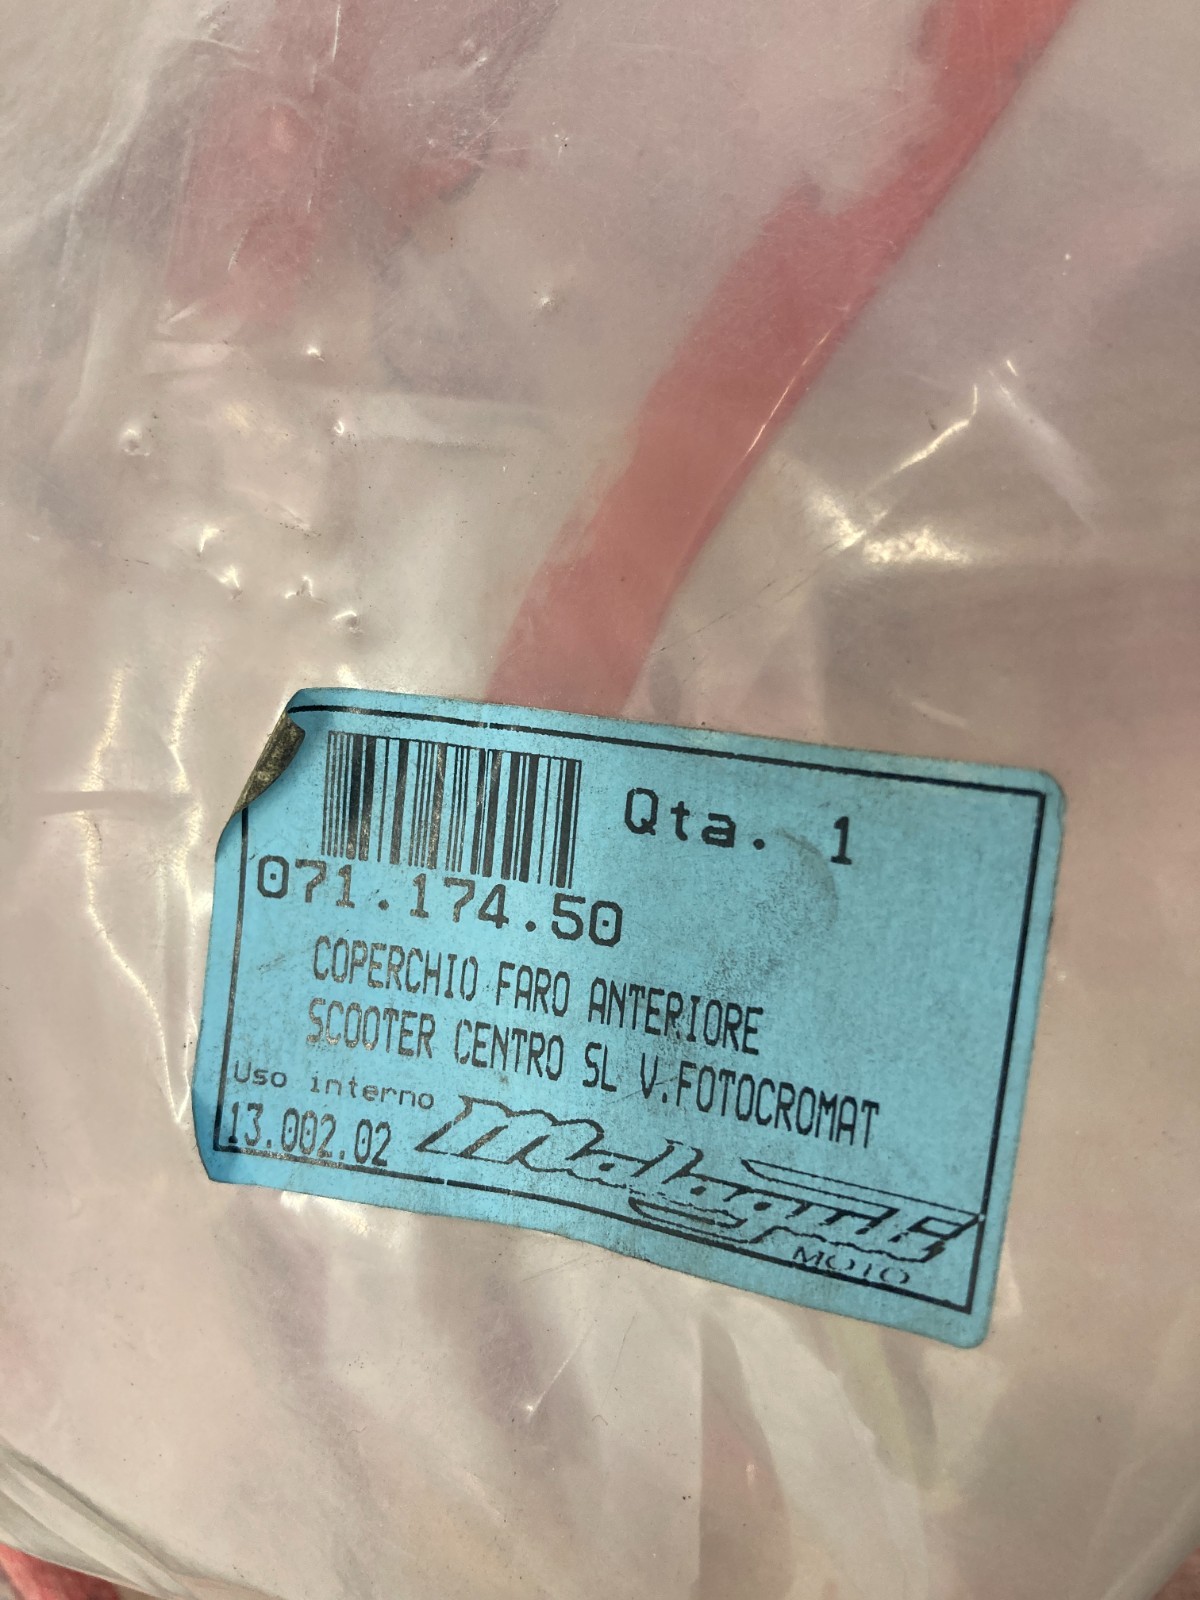 Qta. 1
071.174.50
COPERCHIO FARO ANTERIORE
SCOOTER CENTRO SL V.FOTOCROMAT
Uso interno
13.002.02
Malaguti
MOTO